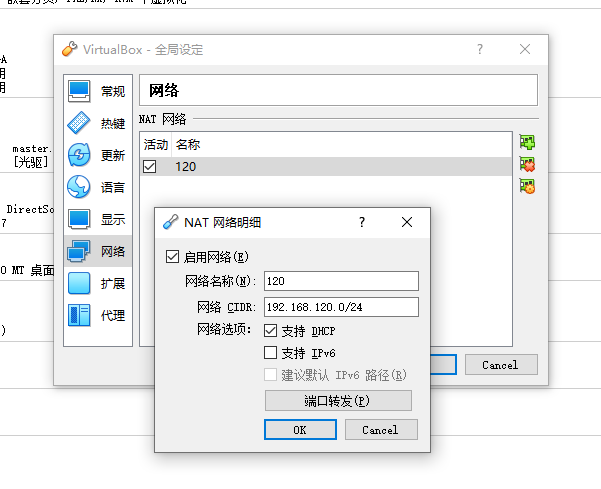 VirtualBox - 全局设定
?
常规
热键
更新
语言
显示
网络
扩展
代理
网络
NAT 网络
活动 名称
120
Cancel
NAT 网络明细
?
启用网络(E)
网络名称(N): 120
网络 CIDR: 192.168.120.0/24
网络选项: 支持 DHCP
支持 IPv6
建议默认 IPv6 路径(R)
端口转发(P)
OK Cancel
master.
[光驱]
DirectSo
7
0 MT 桌面
)